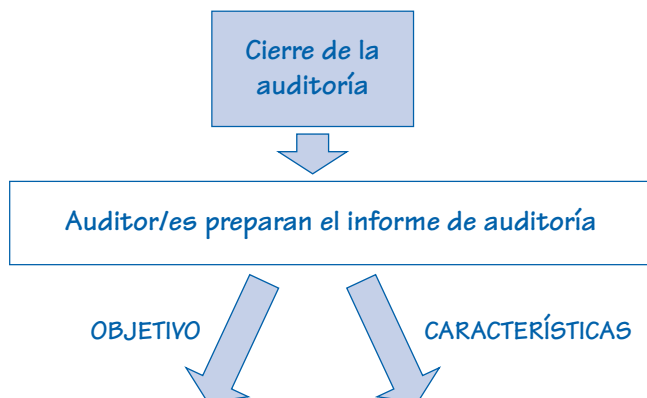 Cierre de la
auditoría
Auditor/es preparan el informe de auditoría
OBJETIVO
CARACTERÍSTICAS